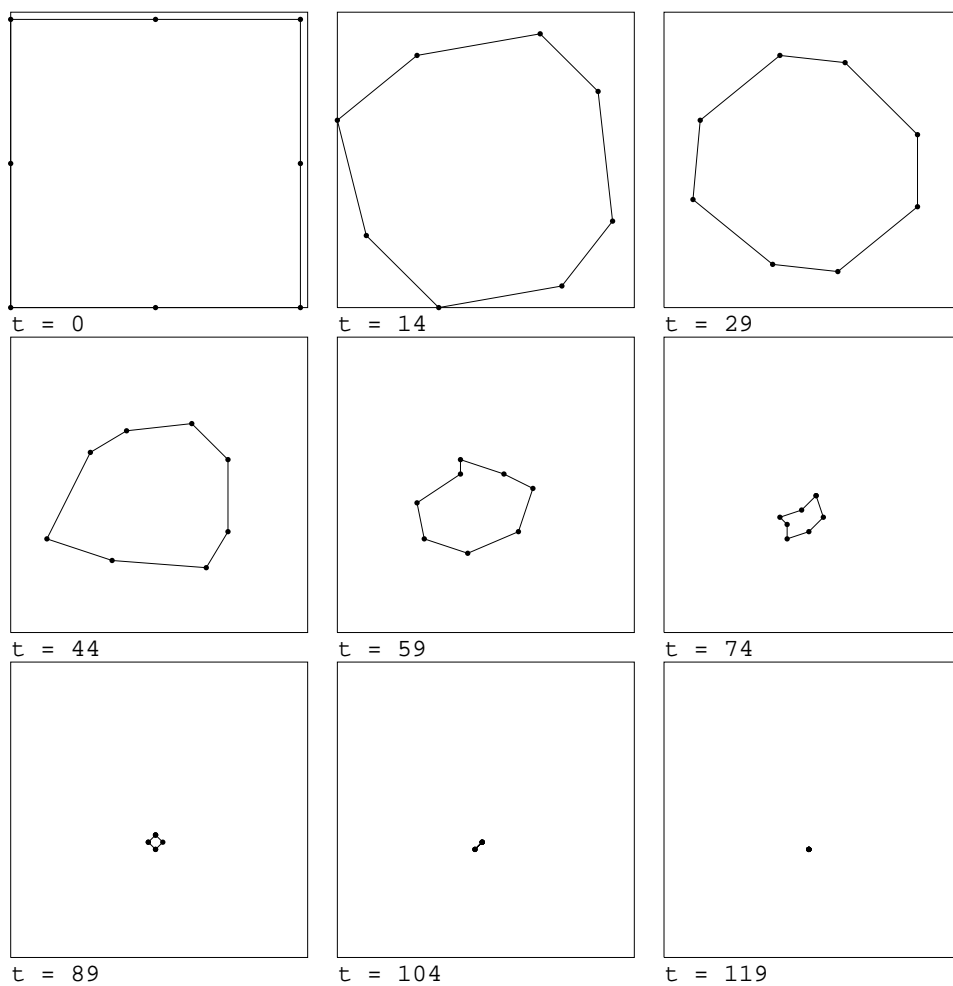 t = 0
t = 14
t = 29
t = 44
t = 59
t = 74
t = 89
t = 104
t = 119